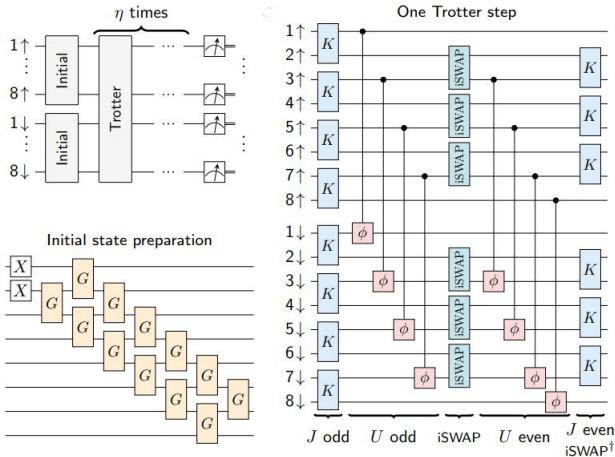 η times
1↑
⋮
8↑
1↓
⋮
8↓
Initial
Initial
Trotter
⋯
⋯
⋯
⋯
⋮
⋮
Initial state preparation
X
X
G
G
G
G
G
G
G
G
G
G
G
G
One Trotter step
1↑
2↑
3↑
4↑
5↑
6↑
7↑
8↑
1↓
2↓
3↓
4↓
5↓
6↓
7↓
8↓
K
K
K
K
K
K
K
K
ϕ
ϕ
ϕ
ϕ
iSWAP
iSWAP
iSWAP
iSWAP
iSWAP
iSWAP
ϕ
ϕ
ϕ
ϕ
K
K
K
K
K
K
J odd
U odd
iSWAP
U even
J even
iSWAP†